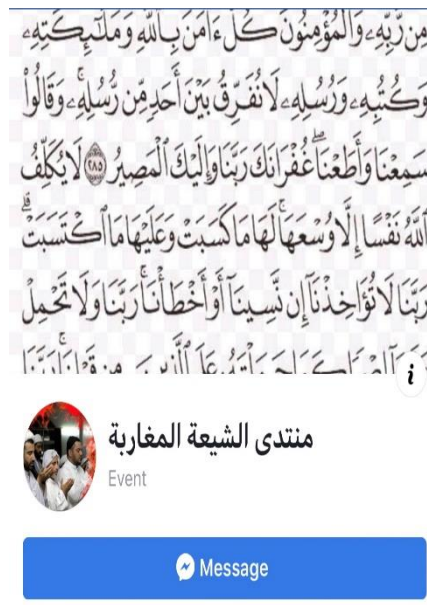 مِن رَّبِّهِۦ وَٱلْمُؤْمِنُونَ كُلٌّ ءَامَنَ بِٱللَّهِ وَمَلَٰٓئِكَتِهِۦ
وَكُتُبِهِۦ وَرُسُلِهِۦ لَا نُفَرِّقُ بَيْنَ أَحَدٍ مِّن رُّسُلِهِۦ وَقَالُوا۟
سَمِعْنَا وَأَطَعْنَا غُفْرَانَكَ رَبَّنَا وَإِلَيْكَ ٱلْمَصِيرُ ٢٨٥ لَا يُكَلِّفُ
ٱللَّهُ نَفْسًا إِلَّا وُسْعَهَا لَهَا مَا كَسَبَتْ وَعَلَيْهَا مَا ٱكْتَسَبَتْ
رَبَّنَا لَا تُؤَاخِذْنَآ إِن نَّسِينَآ أَوْ أَخْطَأْنَا رَبَّنَا وَلَا تَحْمِلْ
i
منتدى الشيعة المغاربة
Event
Message